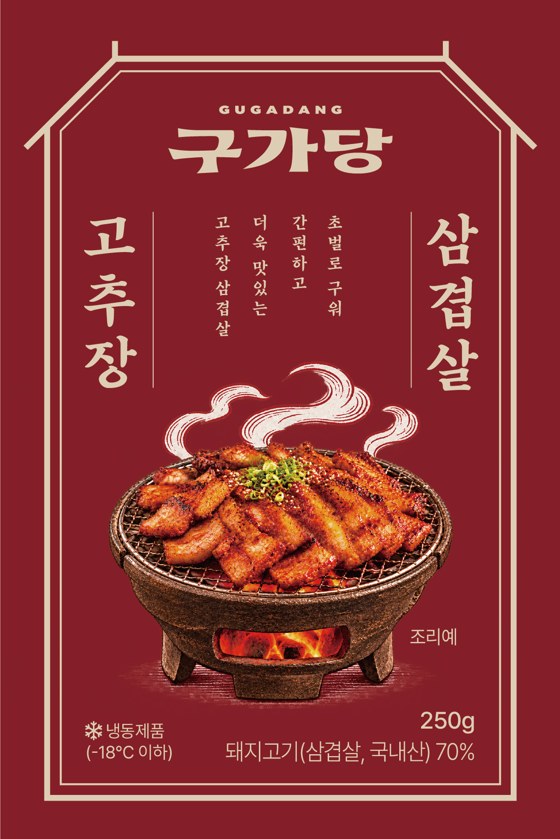 GUGADANG
구가당
고추장
삼겹살
초벌로 구워
간편하고
더욱 맛있는
고추장 삼겹살
조리예
냉동제품
(-18°C 이하)
250g
돼지고기(삼겹살, 국내산) 70%